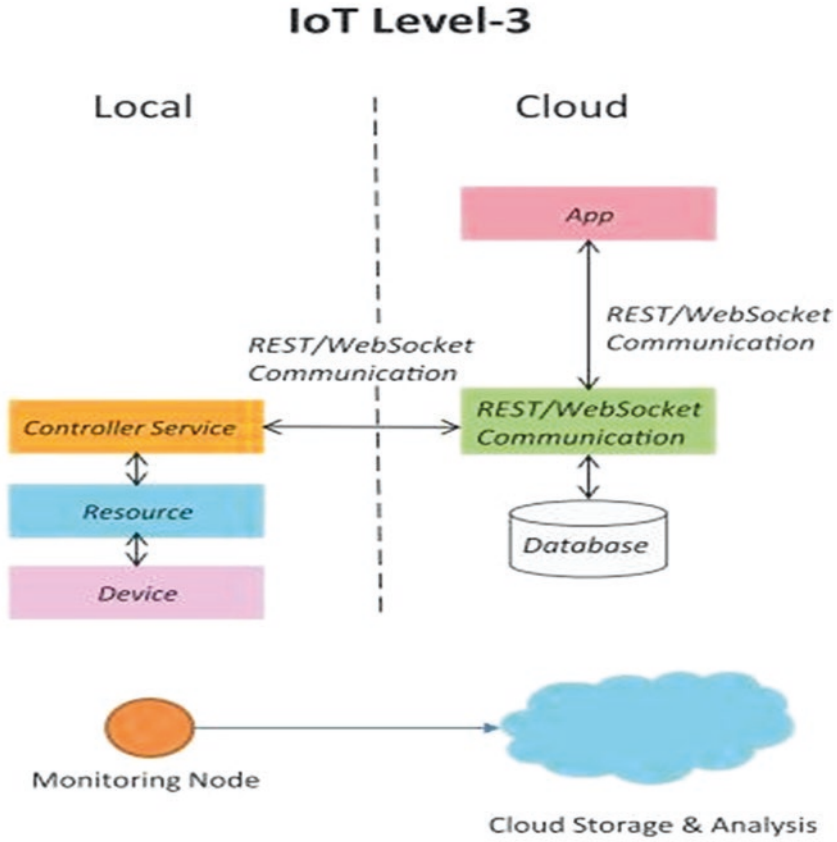 IoT Level-3
Local
Cloud
App
REST/WebSocket
Communication
REST/WebSocket
Communication
Controller Service
REST/WebSocket
Communication
Resource
Database
Device
Monitoring Node
Cloud Storage & Analysis